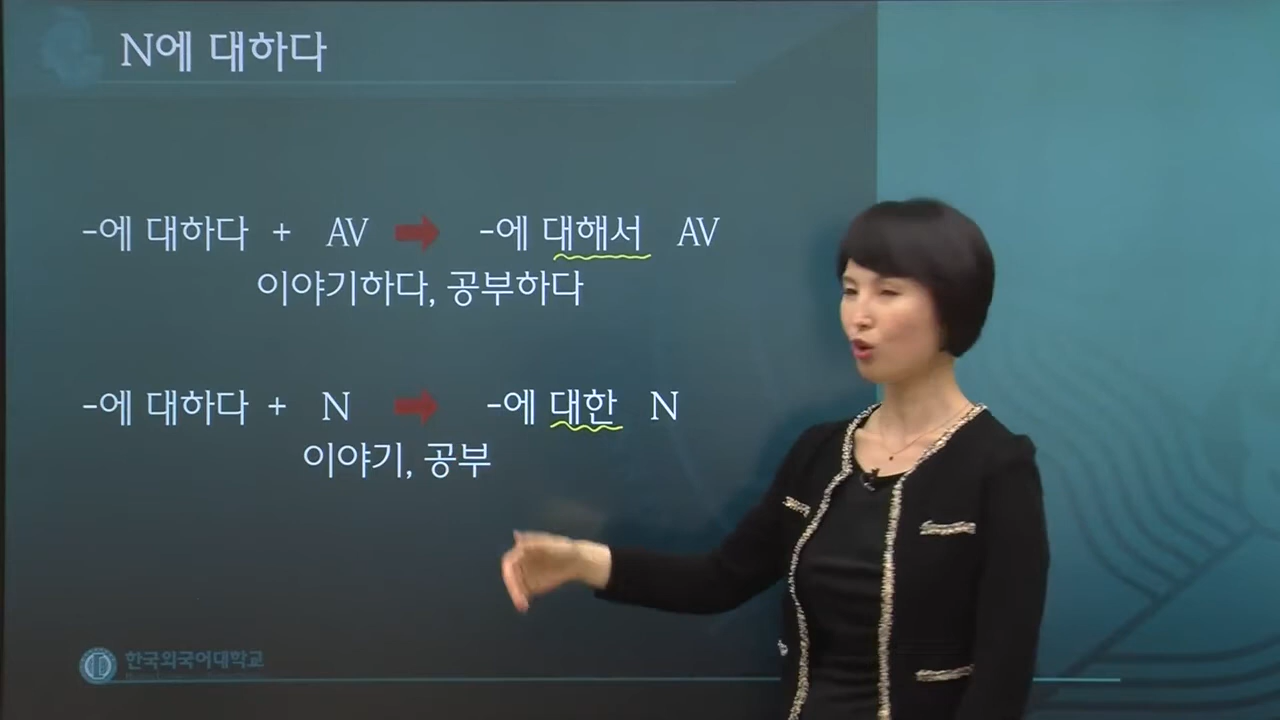 N에 대하다
-에 대하다 + AV ➡ -에 대해서 AV
이야기하다, 공부하다
-에 대하다 + N ➡ -에 대한 N
이야기, 공부
한국외국어대학교